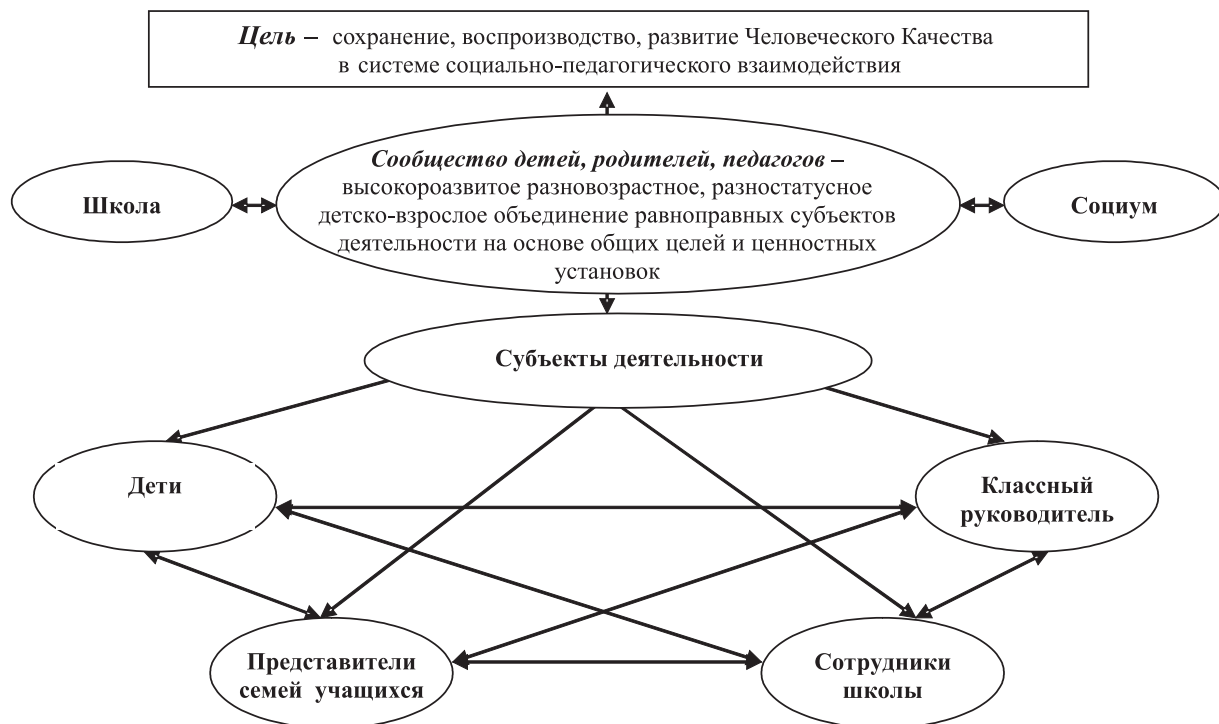 Цель – сохранение, воспроизводство, развитие Человеческого Качества
в системе социально-педагогического взаимодействия
Сообщество детей, родителей, педагогов –
высокороазвитое разновозрастное, разностатусное
детско-взрослое объединение равноправных субъектов
деятельности на основе общих целей и ценностных
установок
Школа
Социум
Субъекты деятельности
Дети
Классный
руководитель
Представители
семей учащихся
Сотрудники
школы